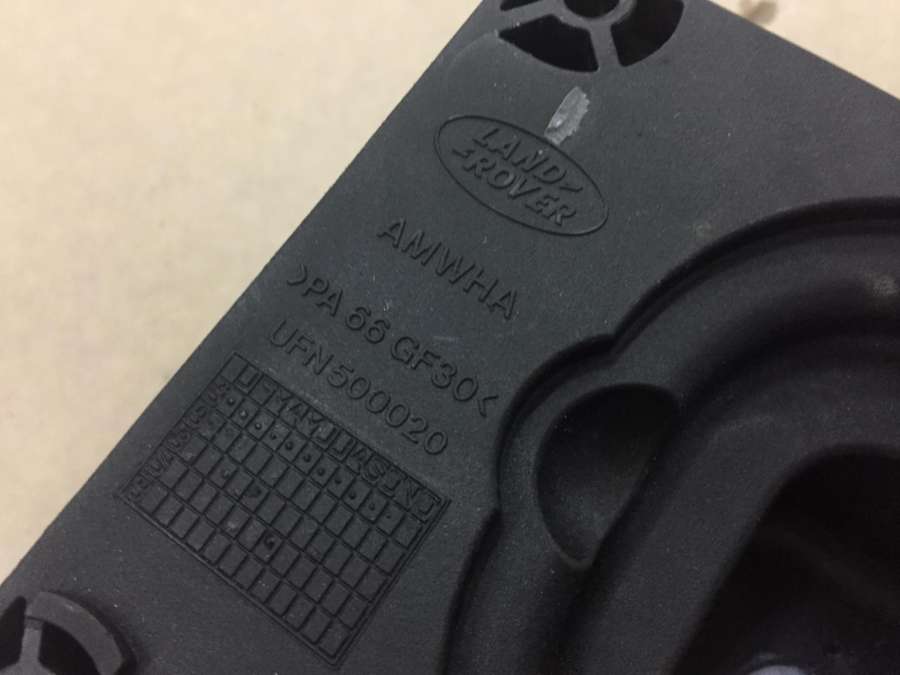 LAND
ROVER
AMWHA
>PA 66 GF30<
UFN500020
J F M A M J J A S O N D